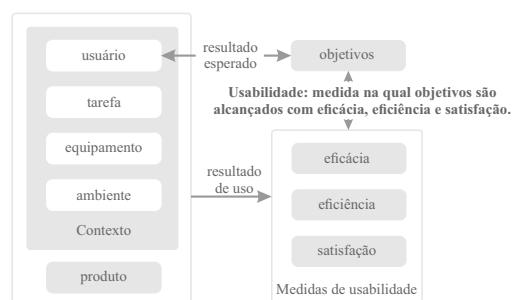 usuário
tarefa
equipamento
ambiente
Contexto
produto
resultado
esperado
objetivos
Usabilidade: medida na qual objetivos são
alcançados com eficácia, eficiência e satisfação.
resultado
de uso
eficácia
eficiência
satisfação
Medidas de usabilidade